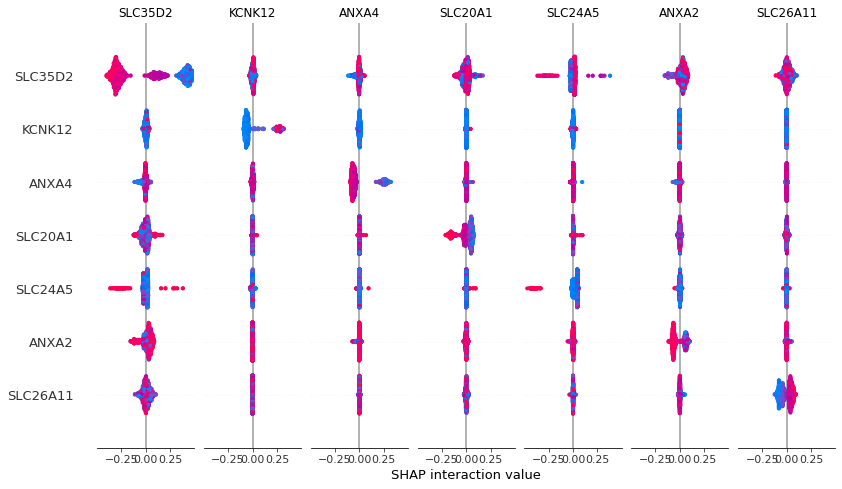 SLC35D2 KCNK12 ANXA4 SLC20A1 SLC24A5 ANXA2 SLC26A11
SLC35D2
KCNK12
ANXA4
SLC20A1
SLC24A5
ANXA2
SLC26A11
−0.25 0.00 0.25 −0.25 0.00 0.25 −0.25 0.00 0.25 −0.25 0.00 0.25 −0.25 0.00 0.25 −0.25 0.00 0.25 −0.25 0.00 0.25
SHAP interaction value